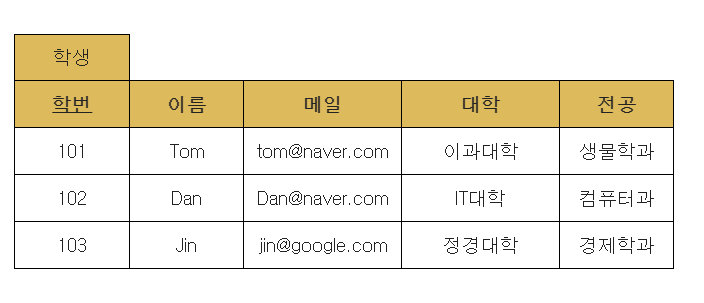 학생
학번 이름 메일 대학 전공
101 Tom tom@naver.com 이과대학 생물학과
102 Dan Dan@naver.com IT대학 컴퓨터과
103 Jin jin@google.com 정경대학 경제학과